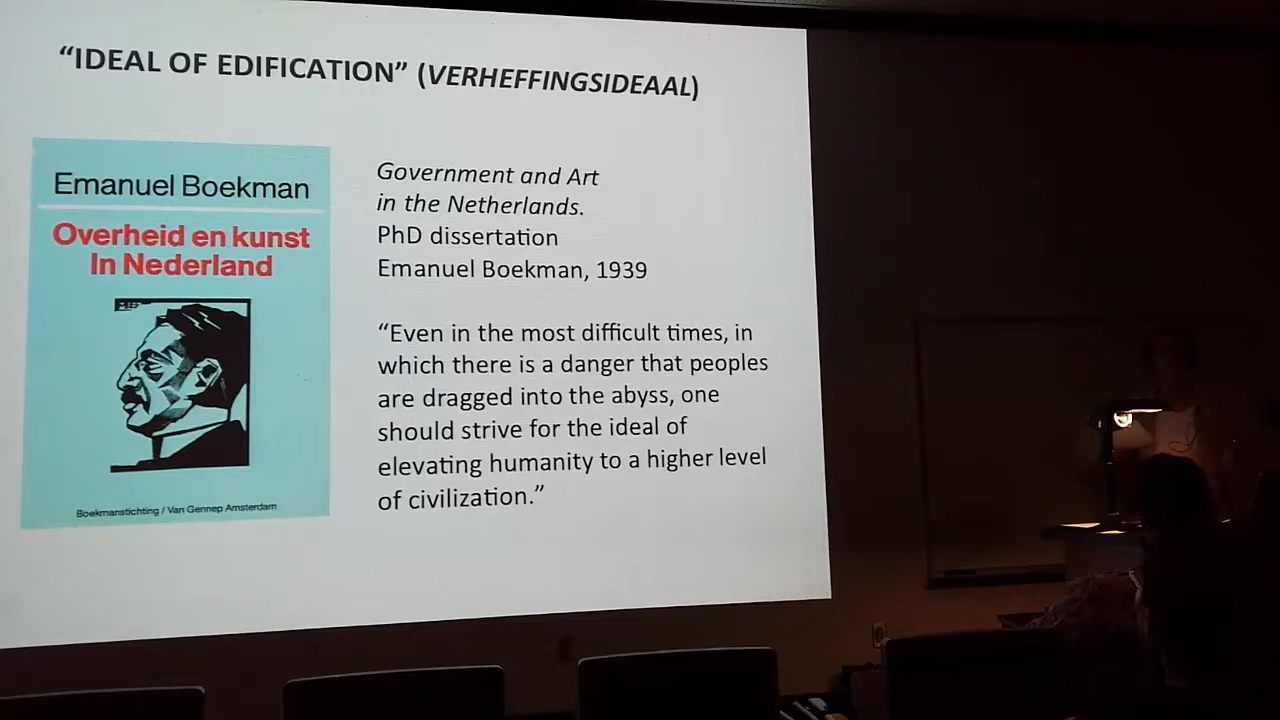 “IDEAL OF EDIFICATION” (VERHEFFINGSIDEAAL)
Emanuel Boekman
Overheid en kunst
In Nederland
Boekmanstichting / Van Gennep Amsterdam
Government and Art
in the Netherlands.
PhD dissertation
Emanuel Boekman, 1939
“Even in the most difficult times, in
which there is a danger that peoples
are dragged into the abyss, one
should strive for the ideal of
elevating humanity to a higher level
of civilization.”